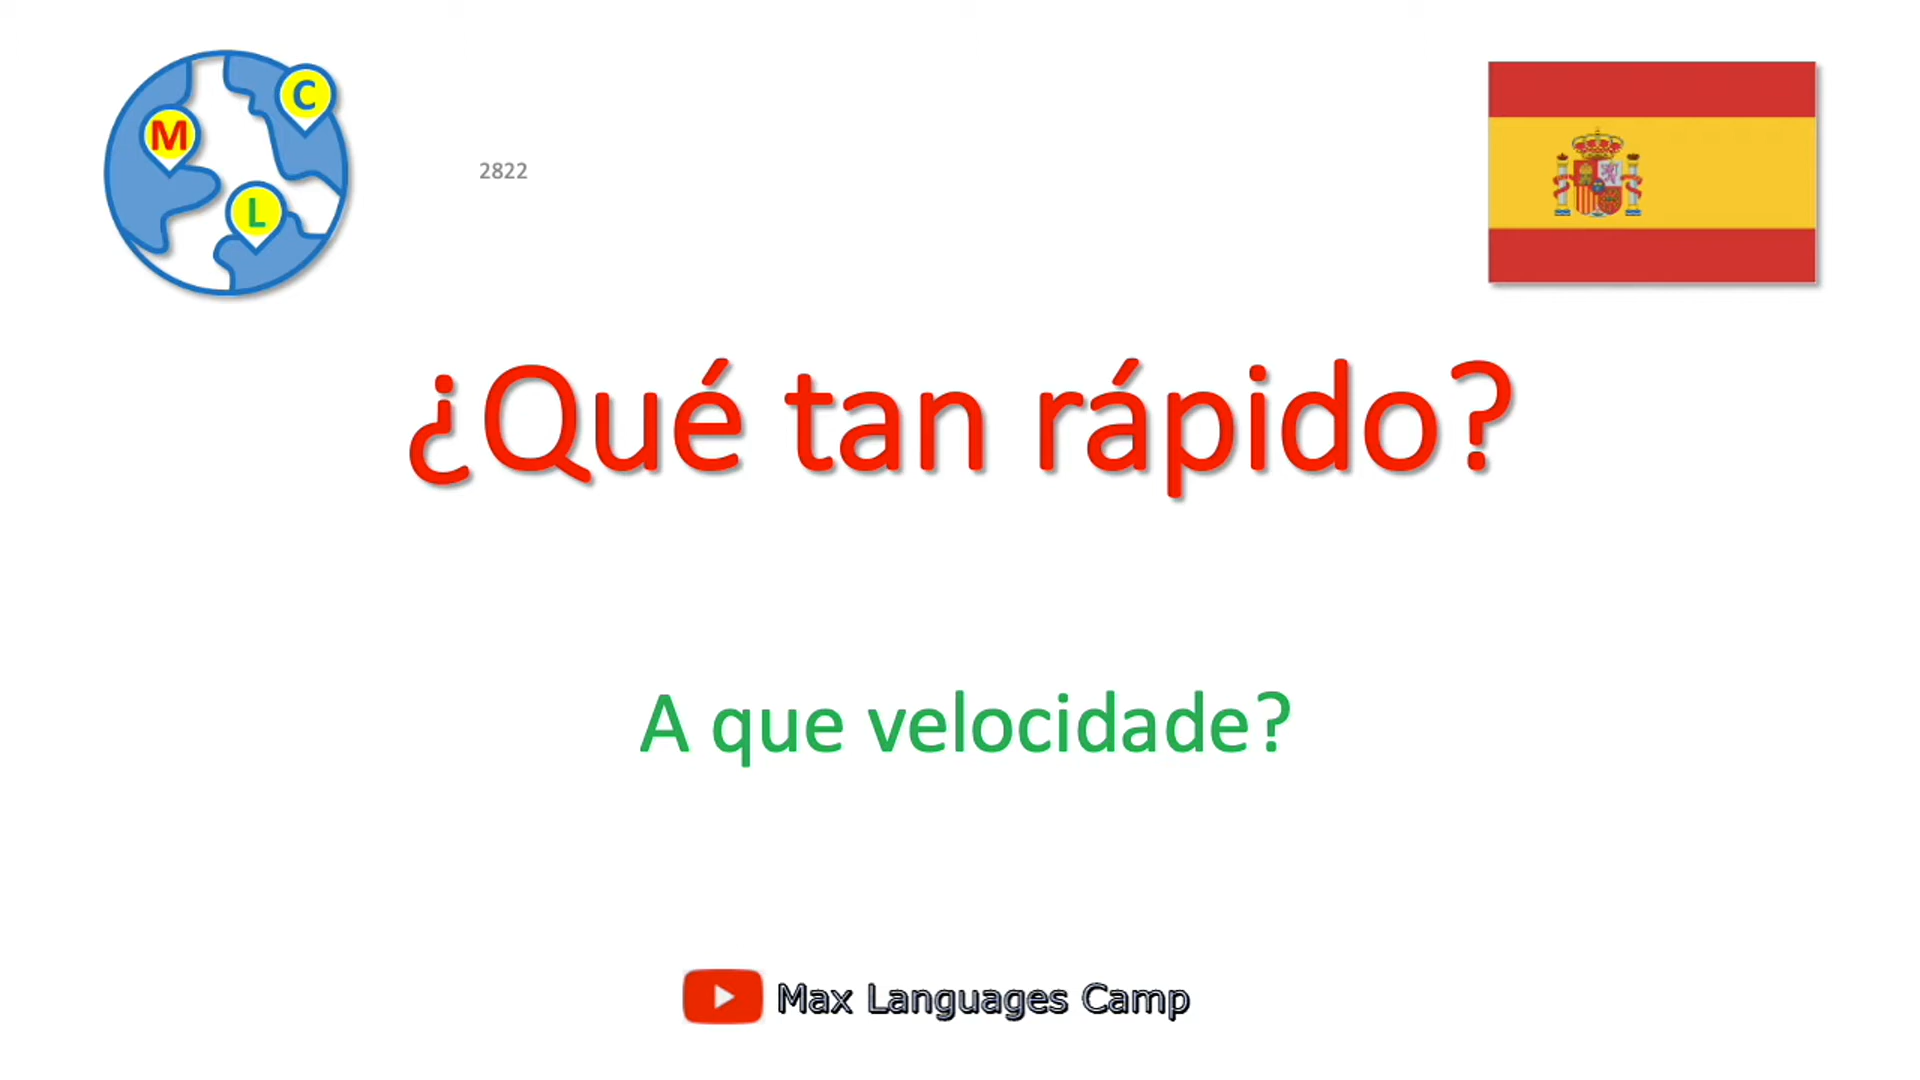 M
C
L
2822
¿Qué tan rápido?
A que velocidade?
Max Languages Camp